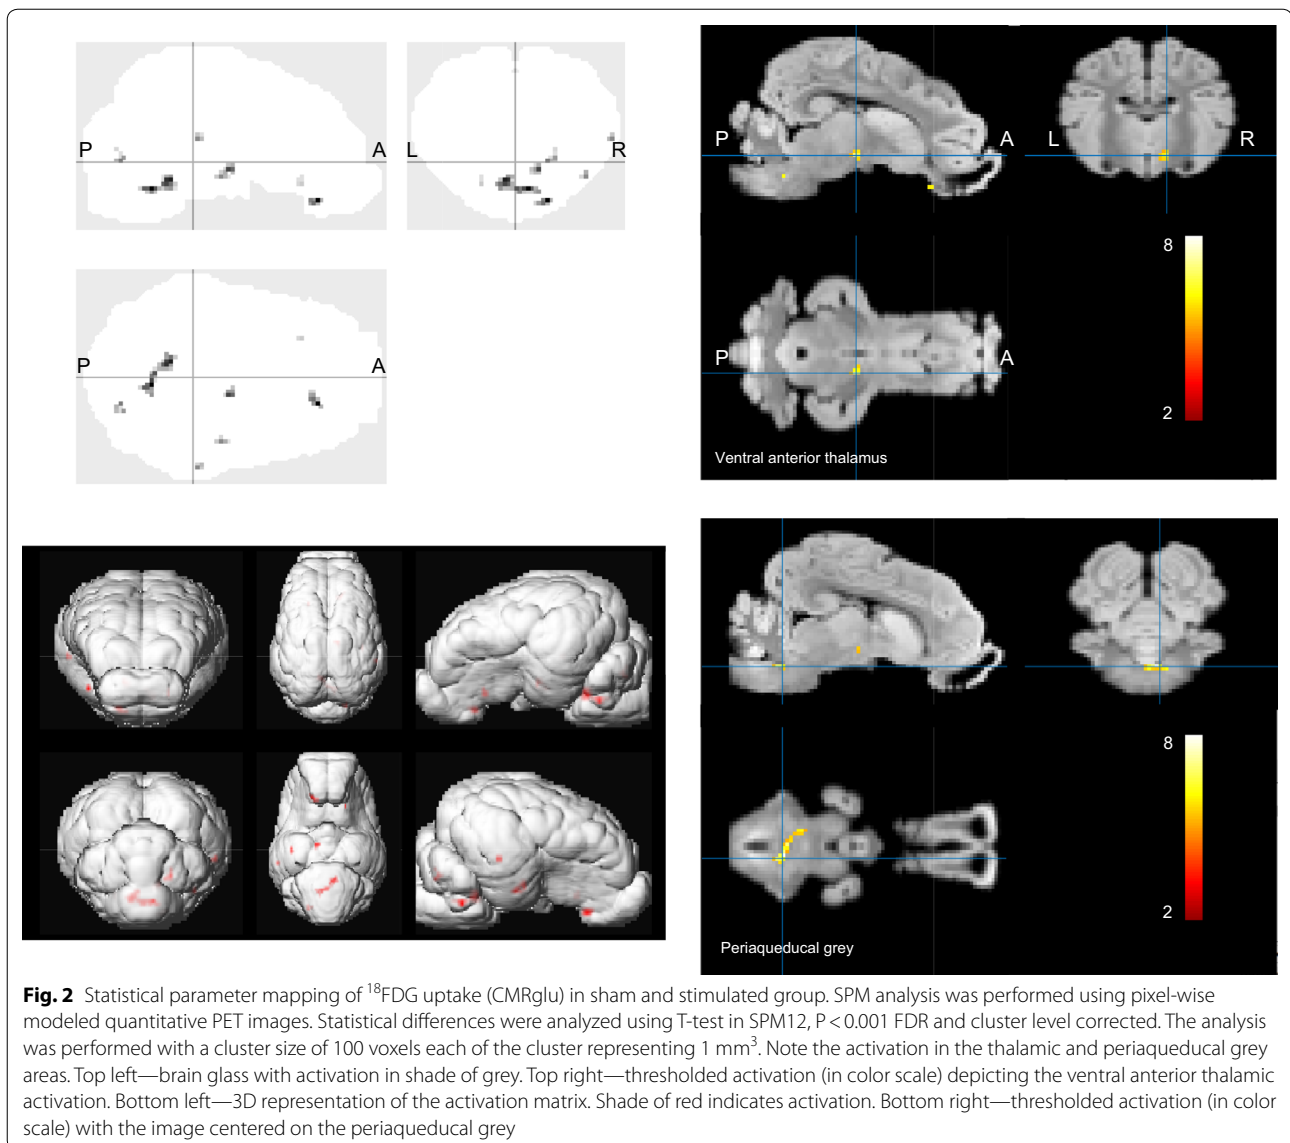 P
A
L
R
P
A
P
A
L
R
8
2
P
A
Ventral anterior thalamus
8
2
Periaqueducal grey
Fig. 2 Statistical parameter mapping of ¹⁸FDG uptake (CMRglu) in sham and stimulated group. SPM analysis was performed using pixel-wise
modeled quantitative PET images. Statistical differences were analyzed using T-test in SPM12, P < 0.001 FDR and cluster level corrected. The analysis
was performed with a cluster size of 100 voxels each of the cluster representing 1 mm³. Note the activation in the thalamic and periaqueducal grey
areas. Top left—brain glass with activation in shade of grey. Top right—thresholded activation (in color scale) depicting the ventral anterior thalamic
activation. Bottom left—3D representation of the activation matrix. Shade of red indicates activation. Bottom right—thresholded activation (in color
scale) with the image centered on the periaqueducal grey